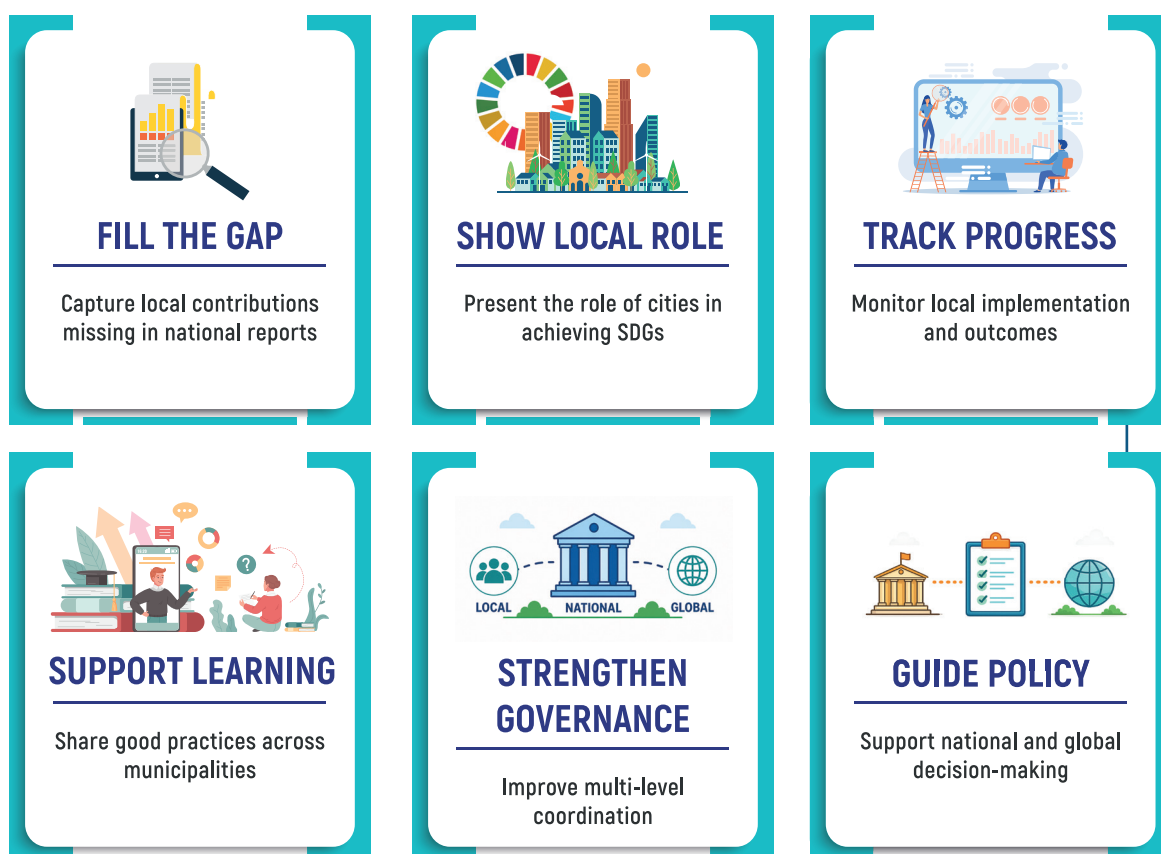 FILL THE GAP
Capture local contributions
missing in national reports
SHOW LOCAL ROLE
Present the role of cities in
achieving SDGs
TRACK PROGRESS
Monitor local implementation
and outcomes
SUPPORT LEARNING
Share good practices across
municipalities
LOCAL
NATIONAL
GLOBAL
STRENGTHEN
GOVERNANCE
Improve multi-level
coordination
GUIDE POLICY
Support national and global
decision-making